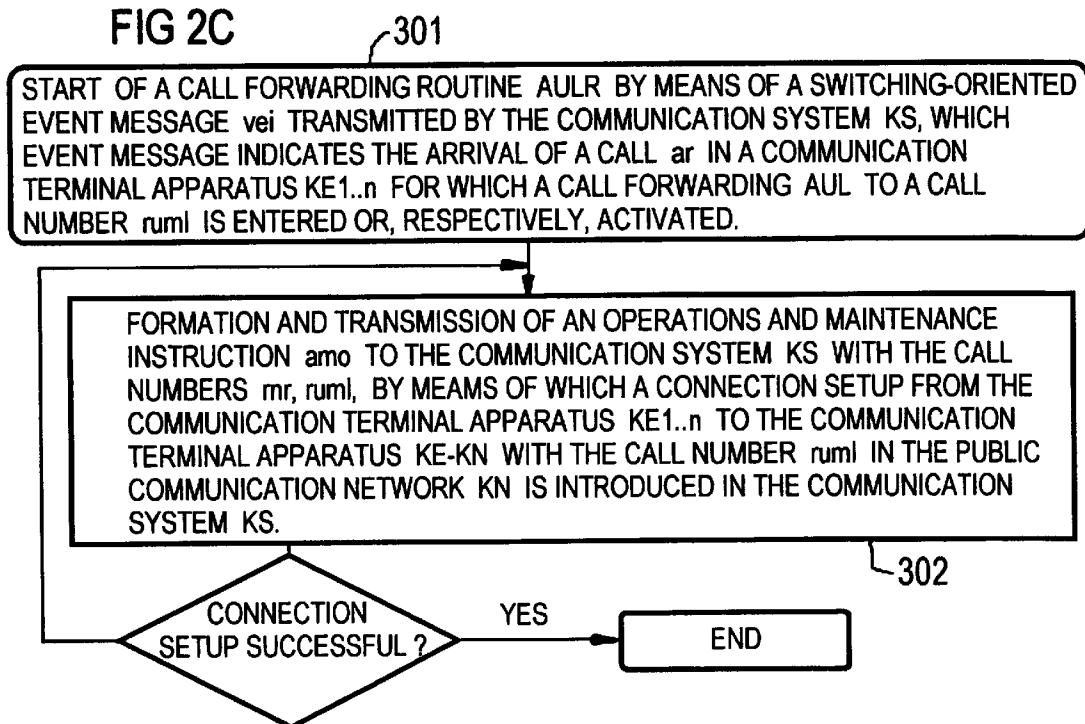 FIG 2C
301
START OF A CALL FORWARDING ROUTINE AULR BY MEANS OF A SWITCHING-ORIENTED
EVENT MESSAGE vei TRANSMITTED BY THE COMMUNICATION SYSTEM KS, WHICH
EVENT MESSAGE INDICATES THE ARRIVAL OF A CALL ar IN A COMMUNICATION
TERMINAL APPARATUS KE1..n FOR WHICH A CALL FORWARDING AUL TO A CALL
NUMBER ruml IS ENTERED OR, RESPECTIVELY, ACTIVATED.
FORMATION AND TRANSMISSION OF AN OPERATIONS AND MAINTENANCE
INSTRUCTION amo TO THE COMMUNICATION SYSTEM KS WITH THE CALL
NUMBERS mr, ruml, BY MEAMS OF WHICH A CONNECTION SETUP FROM THE
COMMUNICATION TERMINAL APPARATUS KE1..n TO THE COMMUNICATION
TERMINAL APPARATUS KE-KN WITH THE CALL NUMBER ruml IN THE PUBLIC
COMMUNICATION NETWORK KN IS INTRODUCED IN THE COMMUNICATION
SYSTEM KS.
302
CONNECTION
SETUP SUCCESSFUL ?
YES
END